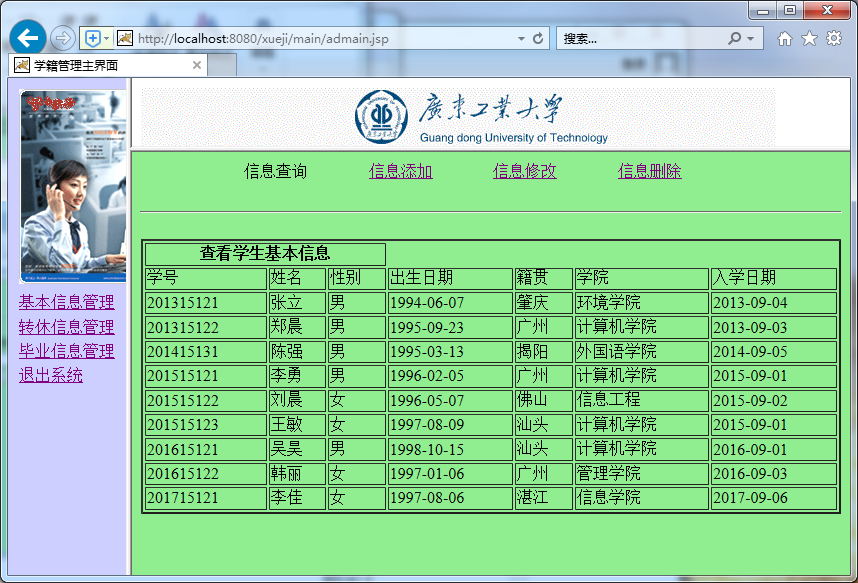 http://localhost:8080/xueji/main/admain.jsp
搜索...
学籍管理主界面
廣東工业大学
Guang dong University of Technology
信息查询 信息添加 信息修改 信息删除
基本信息管理
转休信息管理
毕业信息管理
退出系统
查看学生基本信息
学号 姓名 性别 出生日期 籍贯 学院 入学日期
201315121 张立 男 1994-06-07 肇庆 环境学院 2013-09-04
201315122 郑晨 男 1995-09-23 广州 计算机学院 2013-09-03
201415131 陈强 男 1995-03-13 揭阳 外国语学院 2014-09-05
201515121 李勇 男 1996-02-05 广州 计算机学院 2015-09-01
201515122 刘晨 女 1996-05-07 佛山 信息工程 2015-09-02
201515123 王敏 女 1997-08-09 汕头 计算机学院 2015-09-01
201615121 吴昊 男 1998-10-15 汕头 计算机学院 2016-09-01
201615122 韩丽 女 1997-01-06 广州 管理学院 2016-09-03
201715121 李佳 女 1997-08-06 湛江 信息学院 2017-09-06